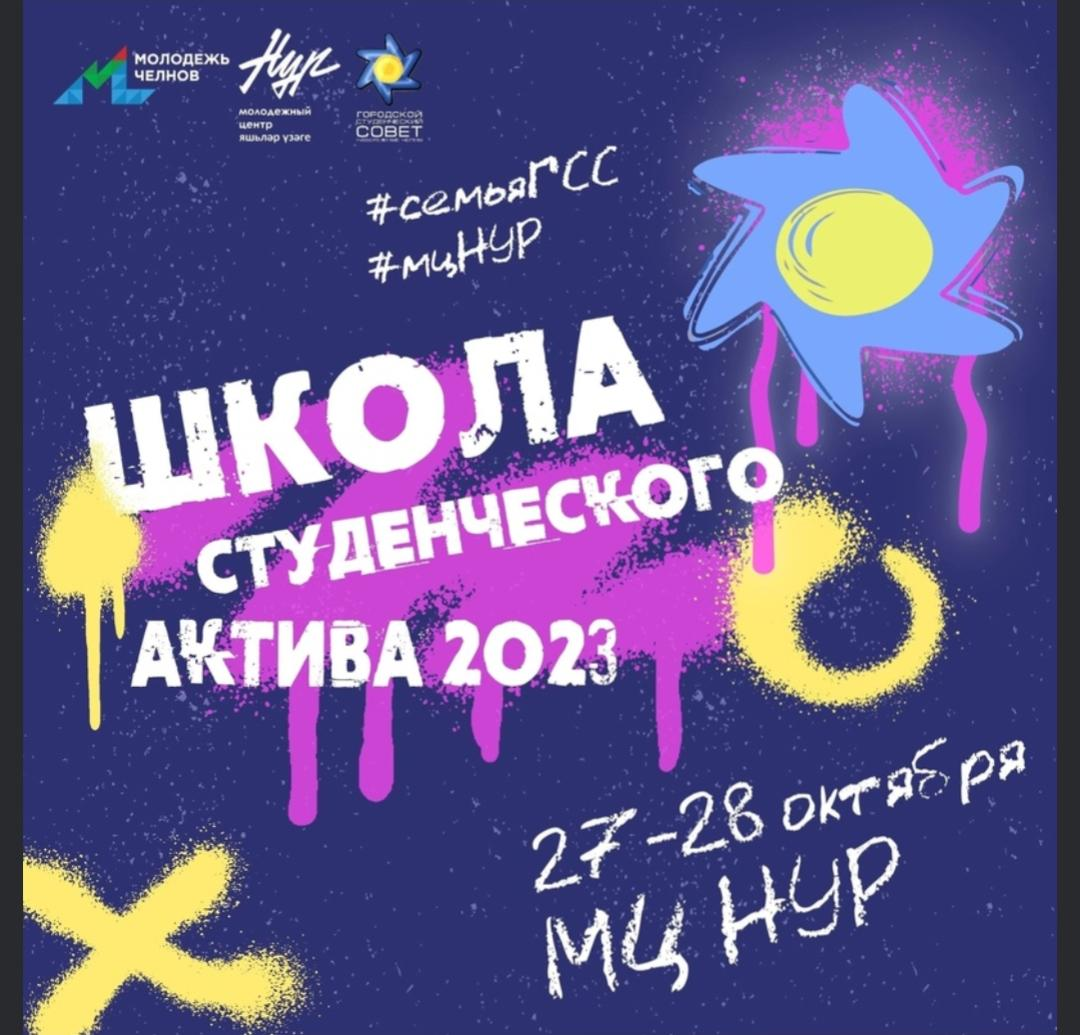 МОЛОДЕЖЬ
ЧЕЛНОВ
Нур
молодежный
центр
яшьләр үзәге
ГОРОДСКОЙ
СТУДЕНЧЕСКИЙ
СОВЕТ
#семьяГСС
#мцНУР
ШКОЛА
СТУДЕНЧЕСКОГО
АКТИВА 2023
27-28 октября
МЦ НУР